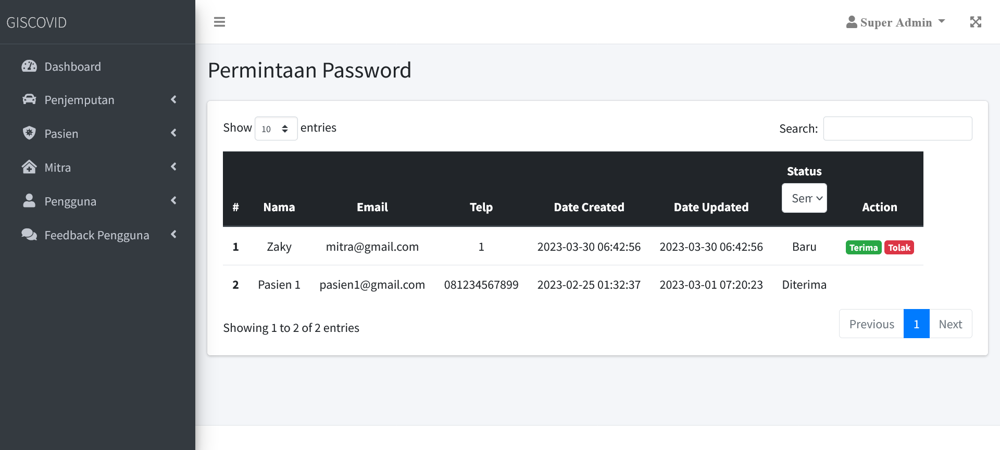 GISCOVID
Super Admin
Dashboard
Penjemputan
Pasien
Mitra
Pengguna
Feedback Pengguna
Permintaan Password
Show 10 entries
Search:
# Nama Email Telp Date Created Date Updated Status Action
Sem
1 Zaky mitra@gmail.com 1 2023-03-30 06:42:56 2023-03-30 06:42:56 Baru Terima Tolak
2 Pasien 1 pasien1@gmail.com 081234567899 2023-02-25 01:32:37 2023-03-01 07:20:23 Diterima
Showing 1 to 2 of 2 entries
Previous 1 Next